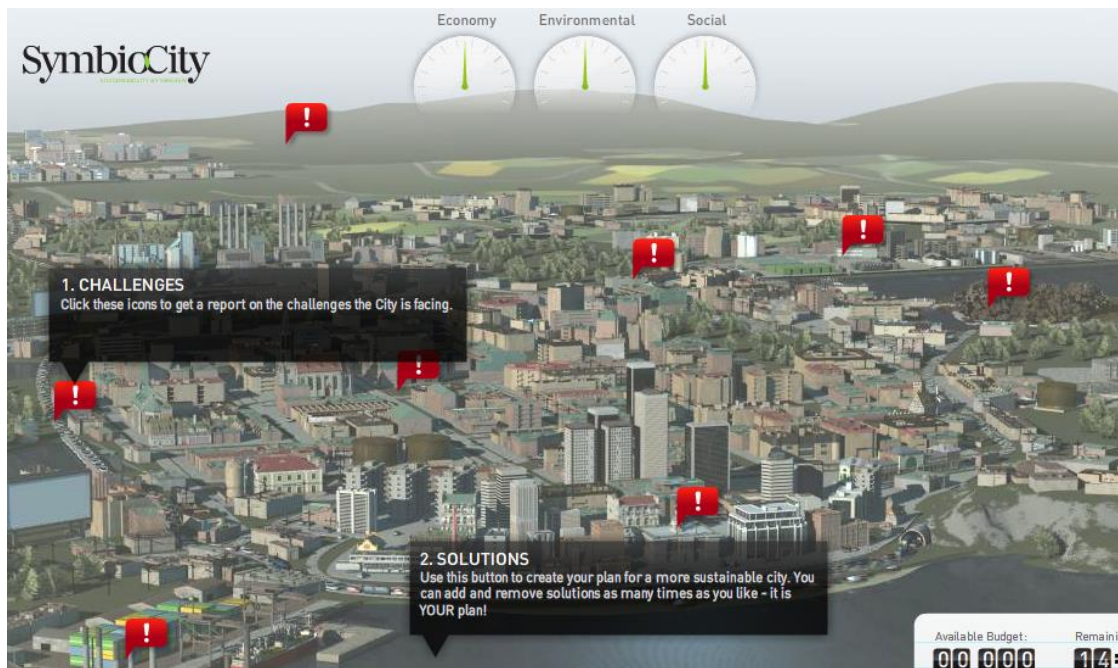 Economy Environmental Social
SymbioCity
!
!
!
!
1. CHALLENGES
Click these icons to get a report on the challenges the City is facing.
!
!
!
2. SOLUTIONS
Use this button to create your plan for a more sustainable city. You
can add and remove solutions as many times as you like - it is
YOUR plan!
!
Available Budget:
00 000